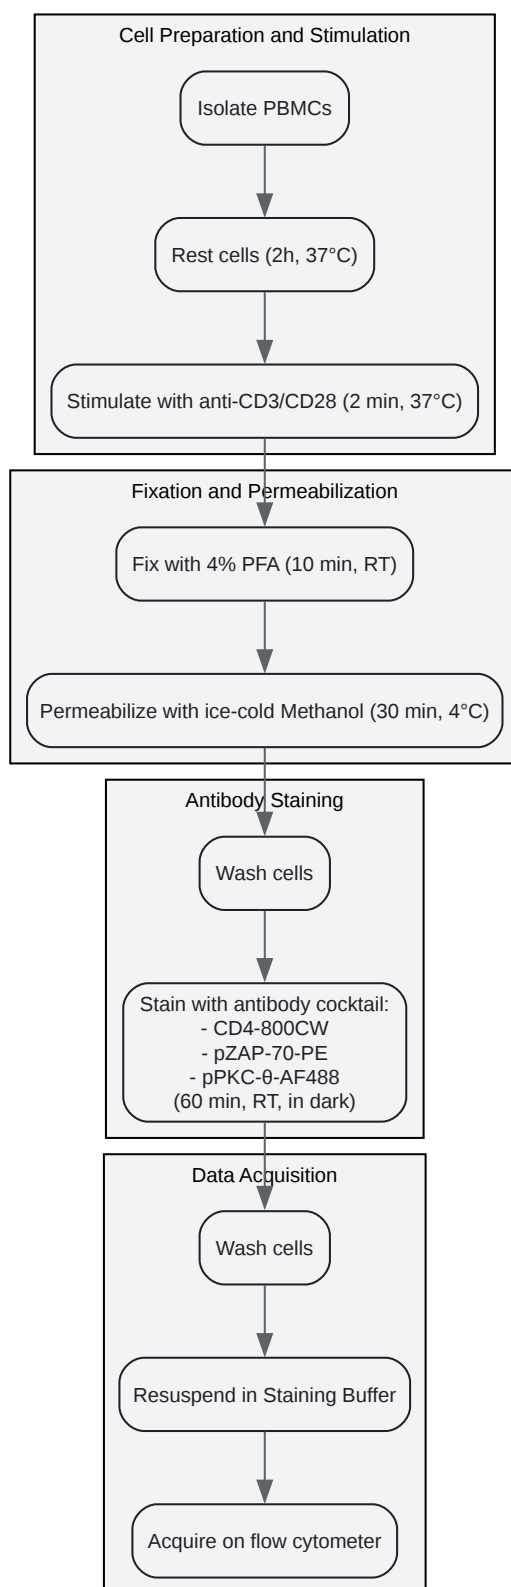 Cell Preparation and Stimulation
Isolate PBMCs
Rest cells (2h, 37°C)
Stimulate with anti-CD3/CD28 (2 min, 37°C)
Fixation and Permeabilization
Fix with 4% PFA (10 min, RT)
Permeabilize with ice-cold Methanol (30 min, 4°C)
Antibody Staining
Wash cells
Stain with antibody cocktail:
- CD4-800CW
- pZAP-70-PE
- pPKC-θ-AF488
(60 min, RT, in dark)
Data Acquisition
Wash cells
Resuspend in Staining Buffer
Acquire on flow cytometer